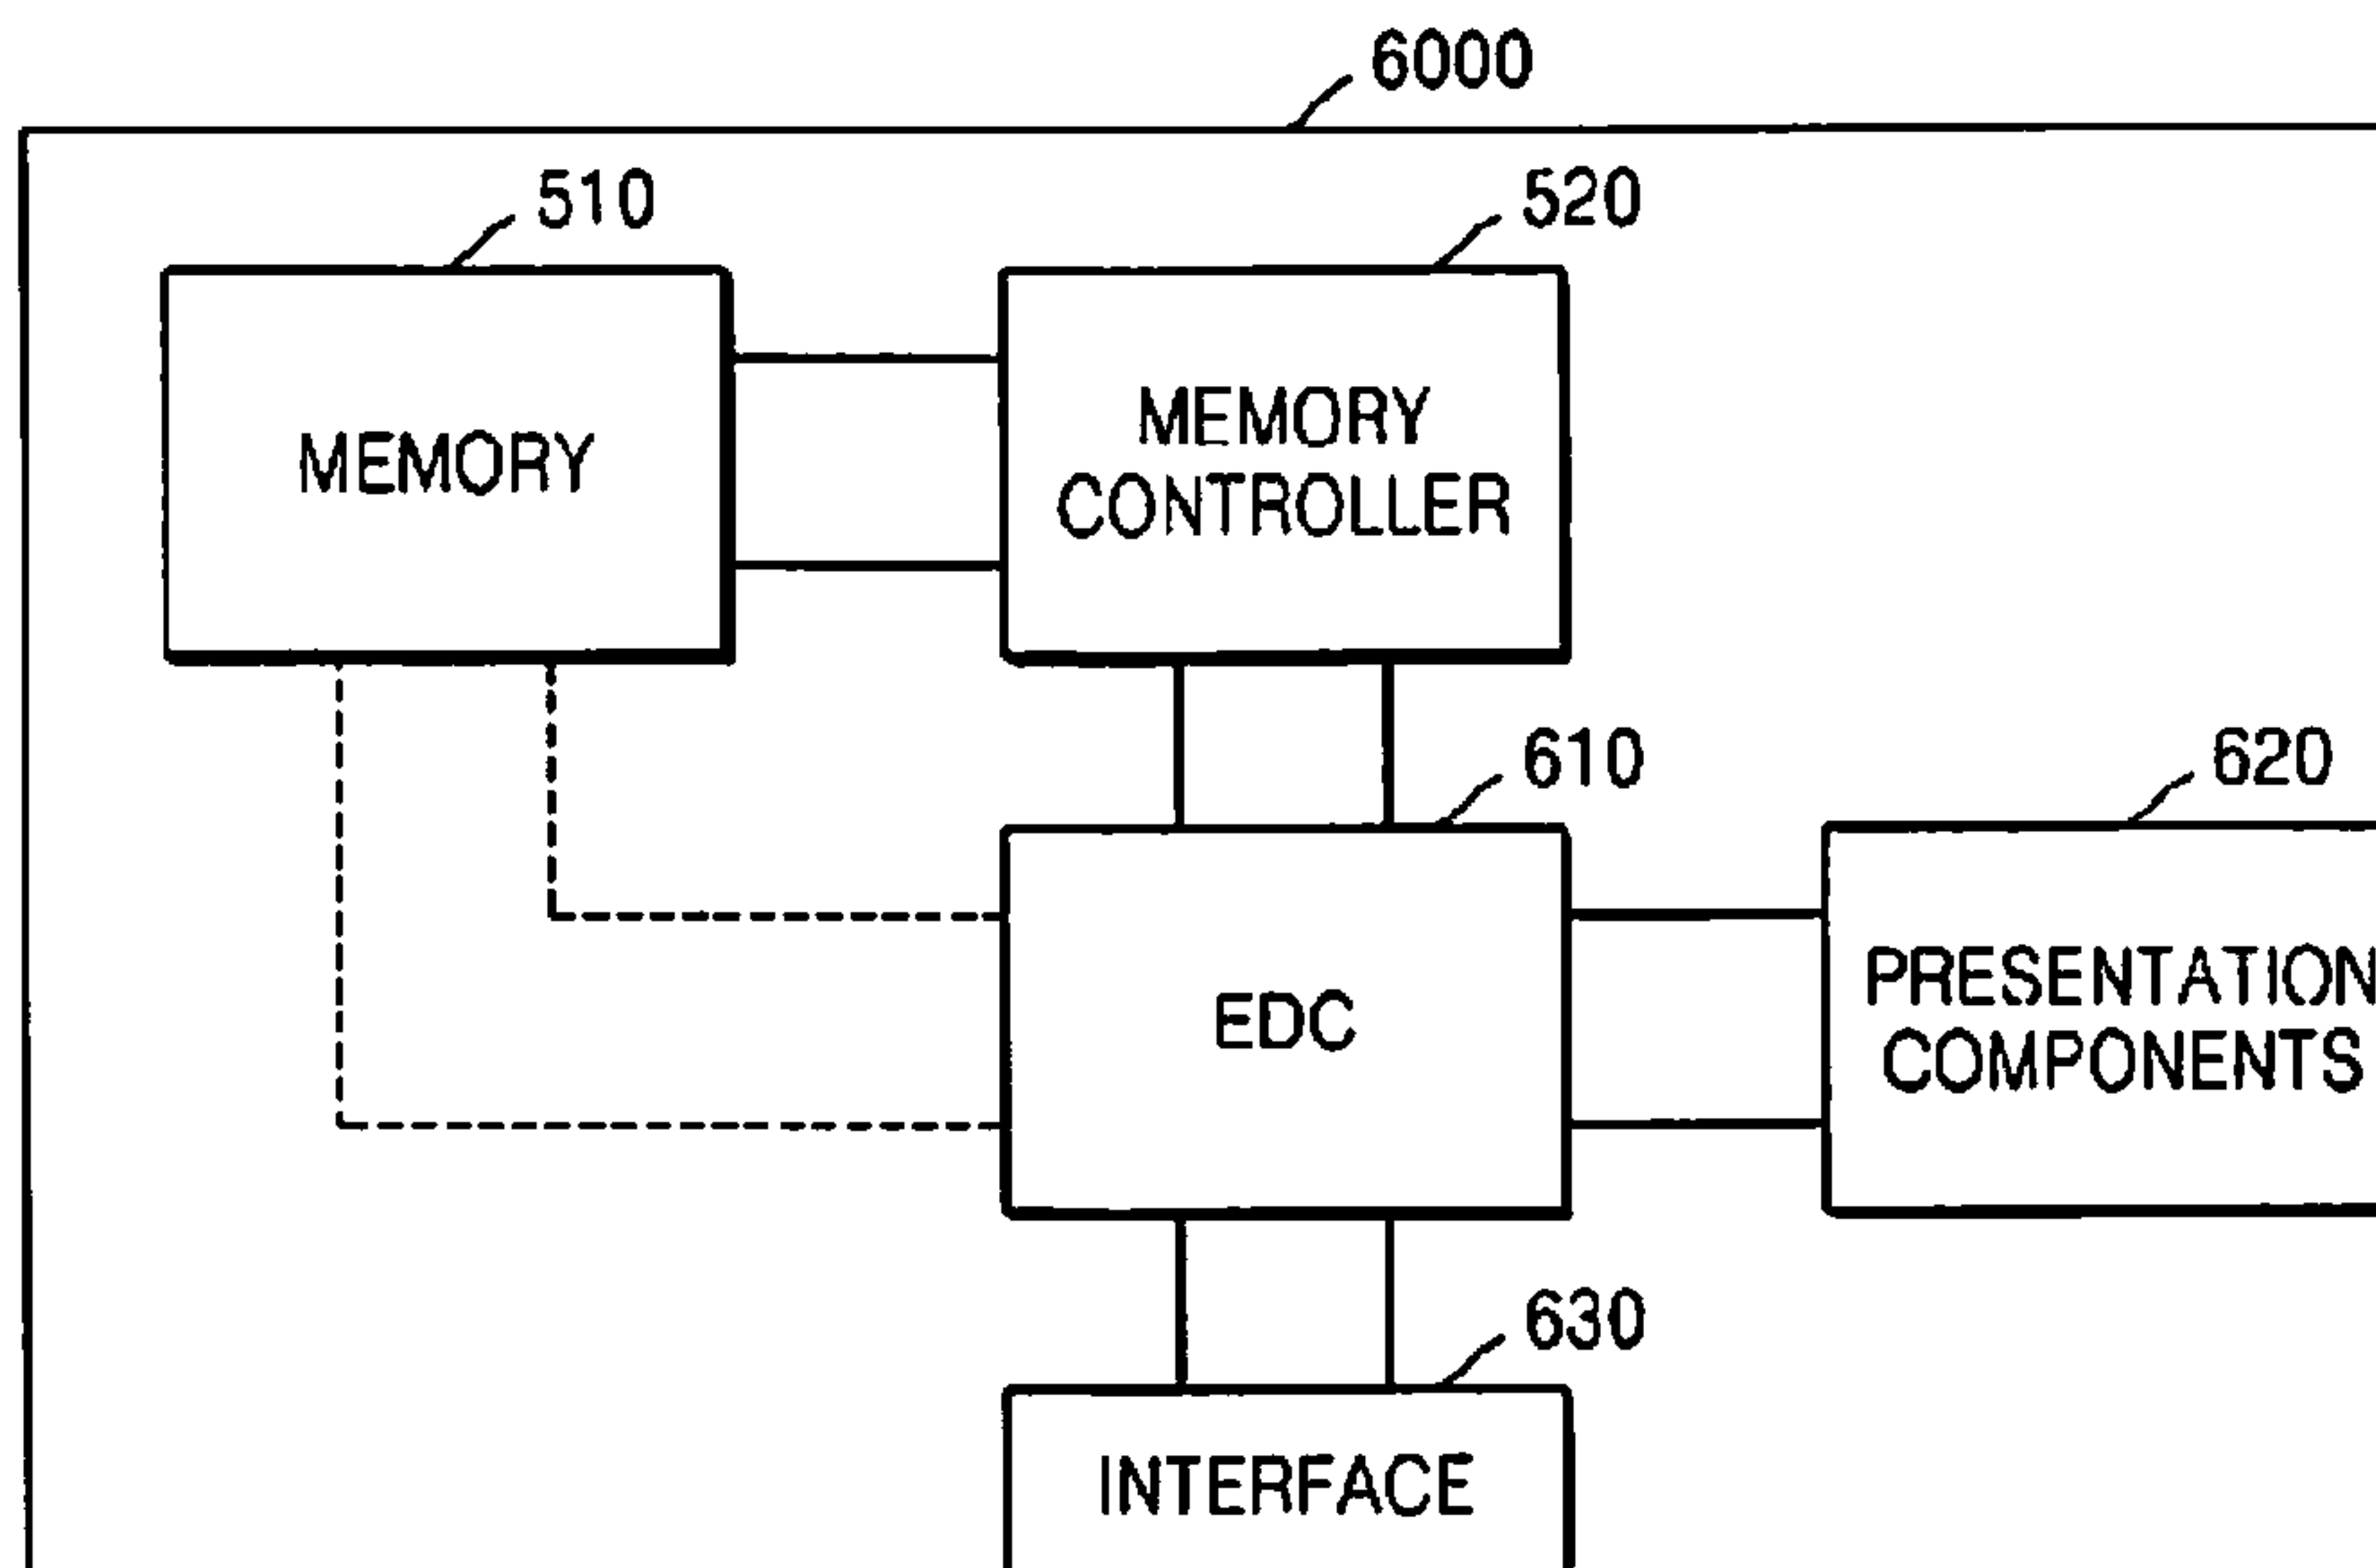 6000
510
520
MEMORY
MEMORY
CONTROLLER
610
620
EDC
PRESENTATION
COMPONENTS
630
INTERFACE